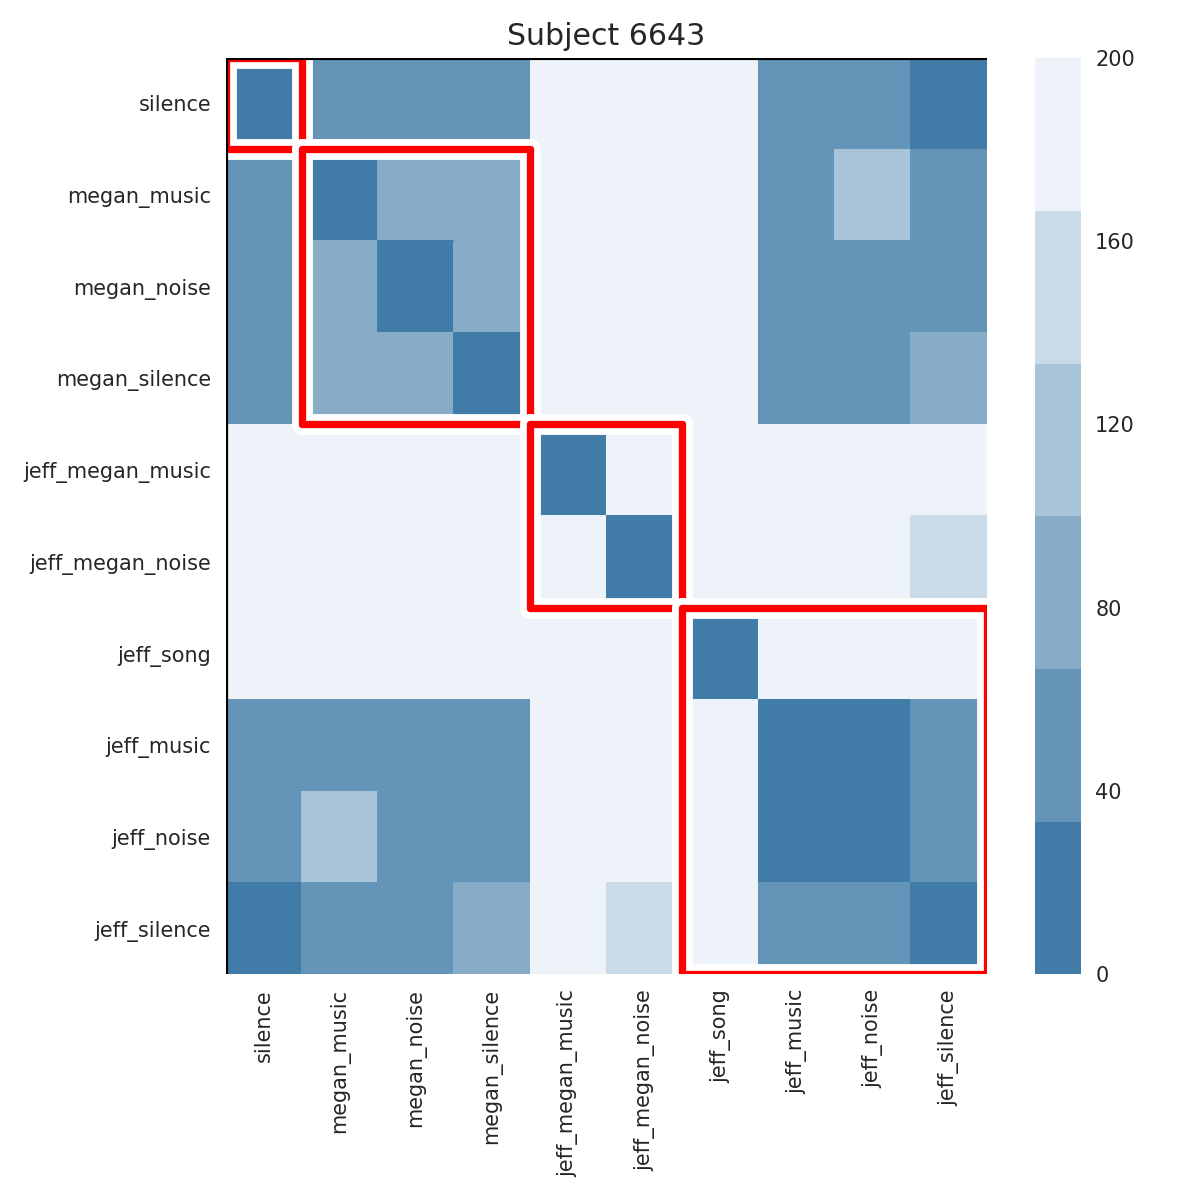 Subject 6643
silence
megan_music
megan_noise
megan_silence
jeff_megan_music
jeff_megan_noise
jeff_song
jeff_music
jeff_noise
jeff_silence
silence
megan_music
megan_noise
megan_silence
jeff_megan_music
jeff_megan_noise
jeff_song
jeff_music
jeff_noise
jeff_silence
200
160
120
80
40
0